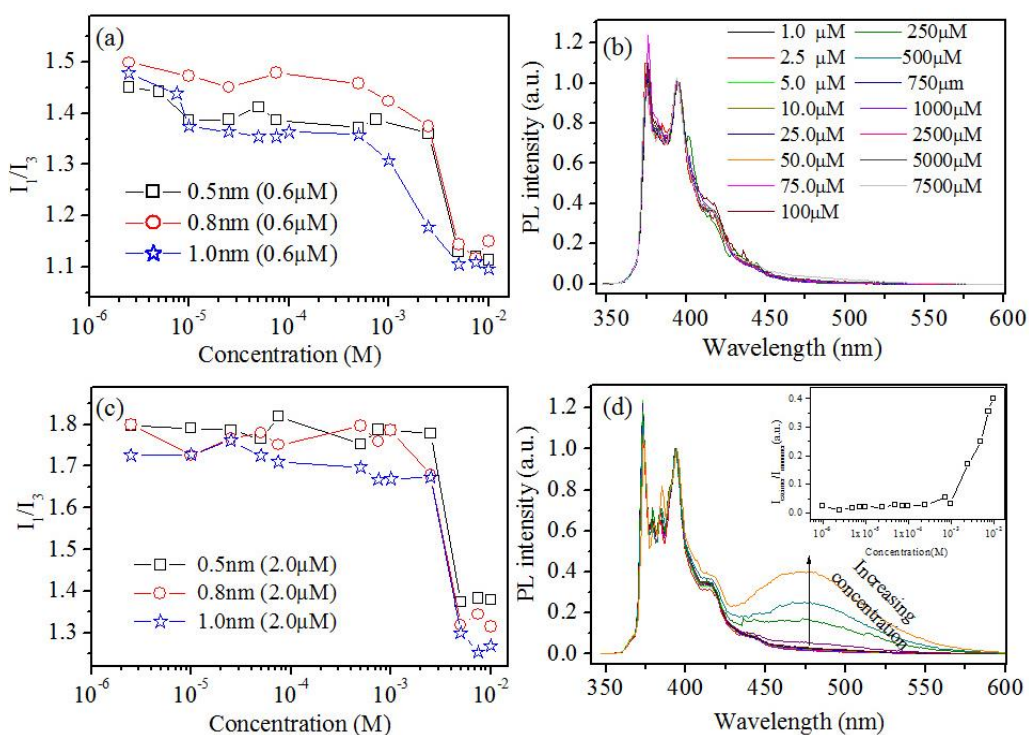 (a)
1.5
1.4
1.3
1.2
1.1
I₁/I₃
0.5nm (0.6μM)
0.8nm (0.6μM)
1.0nm (0.6μM)
10⁻⁶ 10⁻⁵ 10⁻⁴ 10⁻³ 10⁻²
Concentration (M)
(b)
1.2
1.0
0.8
0.6
0.4
0.2
0.0
PL intensity (a.u.)
1.0 μM 250μM
2.5 μM 500μM
5.0 μM 750μm
10.0μM 1000μM
25.0μM 2500μM
50.0μM 5000μM
75.0μM 7500μM
100μM
350 400 450 500 550 600
Wavelength (nm)
(c)
1.8
1.7
1.6
1.5
1.4
1.3
I₁/I₃
0.5nm (2.0μM)
0.8nm (2.0μM)
1.0nm (2.0μM)
10⁻⁶ 10⁻⁵ 10⁻⁴ 10⁻³ 10⁻²
Concentration (M)
(d)
1.2
1.0
0.8
0.6
0.4
0.2
0.0
PL intensity (a.u.)
0.4
0.3
0.2
0.1
0.0
(a.u.)
Concentration(M)
Increasing
concentration
350 400 450 500 550 600
Wavelength (nm)